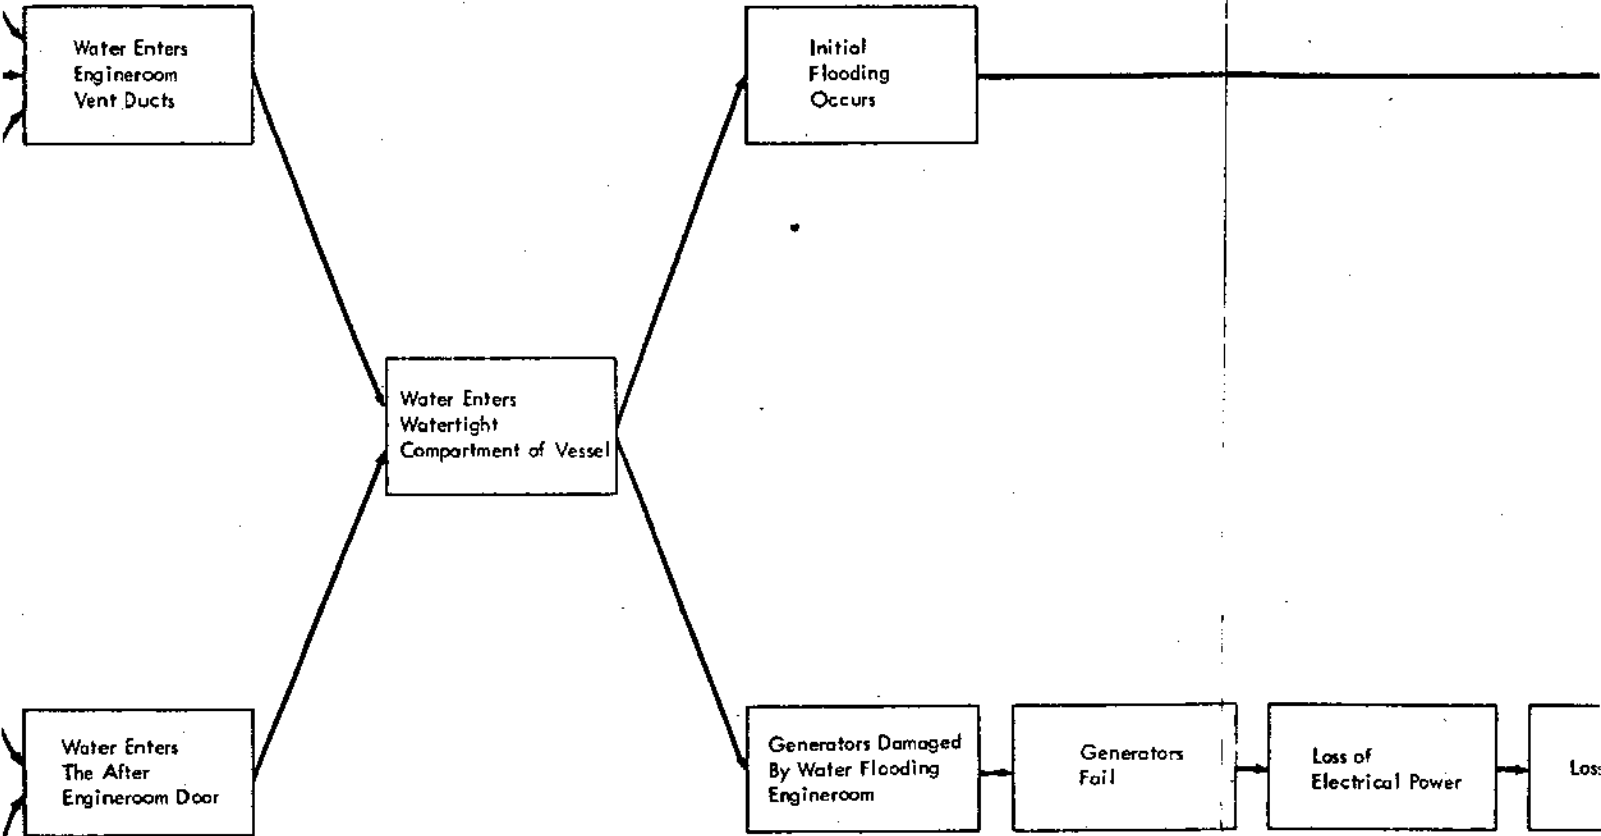 Water Enters
Engineroom
Vent Ducts
Initial
Flooding
Occurs
Water Enters
Watertight
Compartment of Vessel
Water Enters
The After
Engineroom Door
Generators Damaged
By Water Flooding
Engineroom
Generators
Fail
Loss of
Electrical Power
Loss